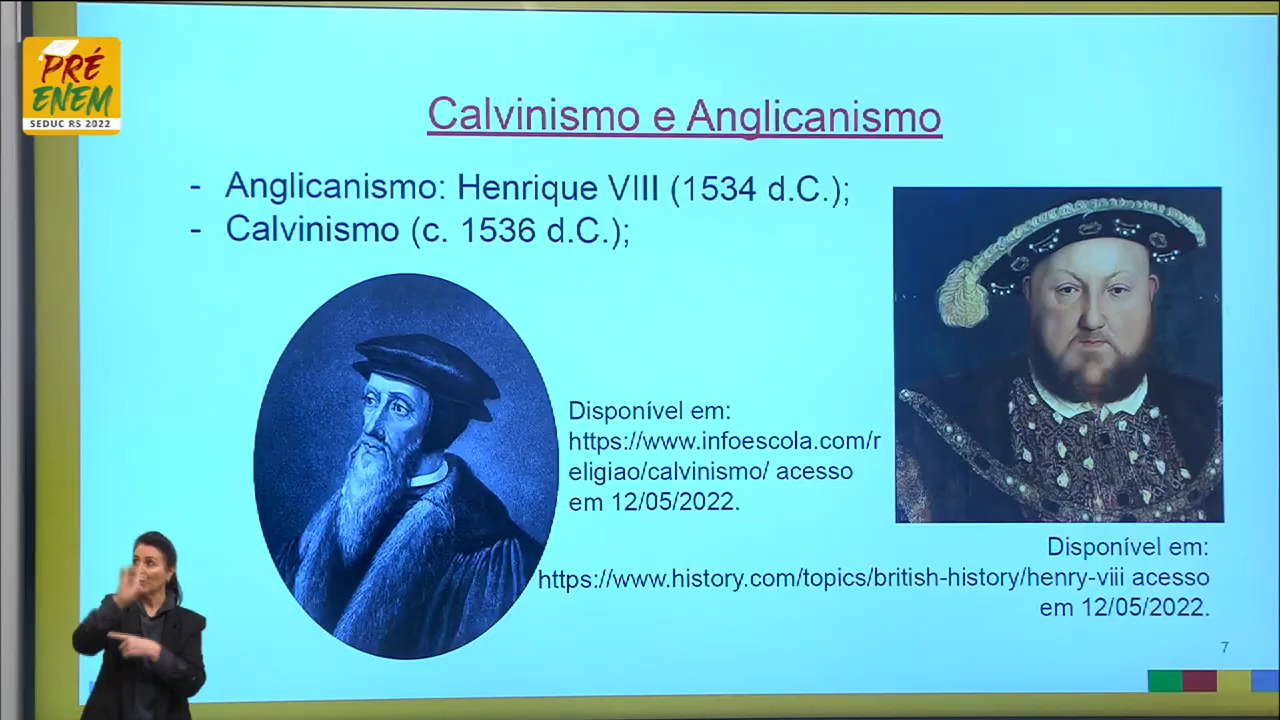 PRÉ
ENEM
SEDUC RS 2022
Calvinismo e Anglicanismo
- Anglicanismo: Henrique VIII (1534 d.C.);
- Calvinismo (c. 1536 d.C.);
Disponível em:
https://www.infoescola.com/r
eligiao/calvinismo/ acesso
em 12/05/2022.
Disponível em:
https://www.history.com/topics/british-history/henry-viii acesso
em 12/05/2022.
7